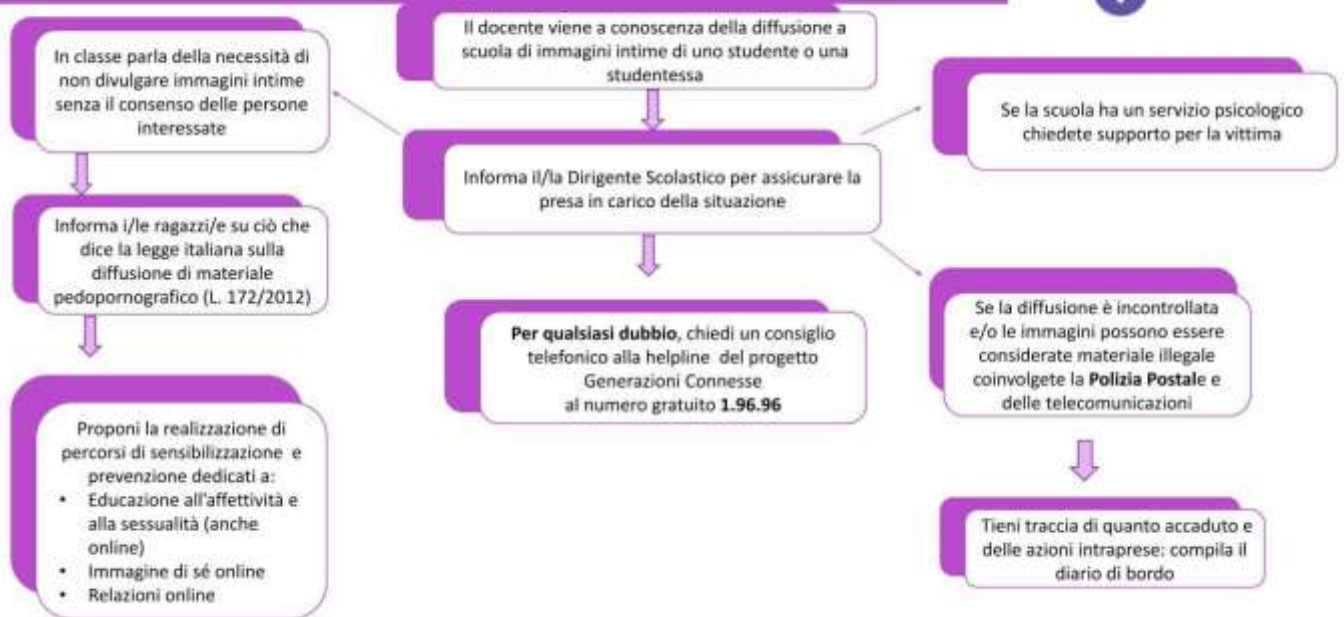 Il docente viene a conoscenza della diffusione a
scuola di immagini intime di uno studente o una
studentessa
In classe parla della necessità di
non divulgare immagini intime
senza il consenso delle persone
interessate
Se la scuola ha un servizio psicologico
chiedete supporto per la vittima
Informa il/la Dirigente Scolastico per assicurare la
presa in carico della situazione
Informa i/le ragazzi/e su ciò che
dice la legge italiana sulla
diffusione di materiale
pedopornografico (L. 172/2012)
Per qualsiasi dubbio, chiedi un consiglio
telefonico alla helpline del progetto
Generazioni Connesse
al numero gratuito 1.96.96
Se la diffusione è incontrollata
e/o le immagini possono essere
considerate materiale illegale
coinvolgete la Polizia Postale e
delle telecomunicazioni
Proponi la realizzazione di
percorsi di sensibilizzazione e
prevenzione dedicati a:
• Educazione all'affettività e
alla sessualità (anche
online)
• Immagine di sé online
• Relazioni online
Tieni traccia di quanto accaduto e
delle azioni intraprese: compila il
diario di bordo